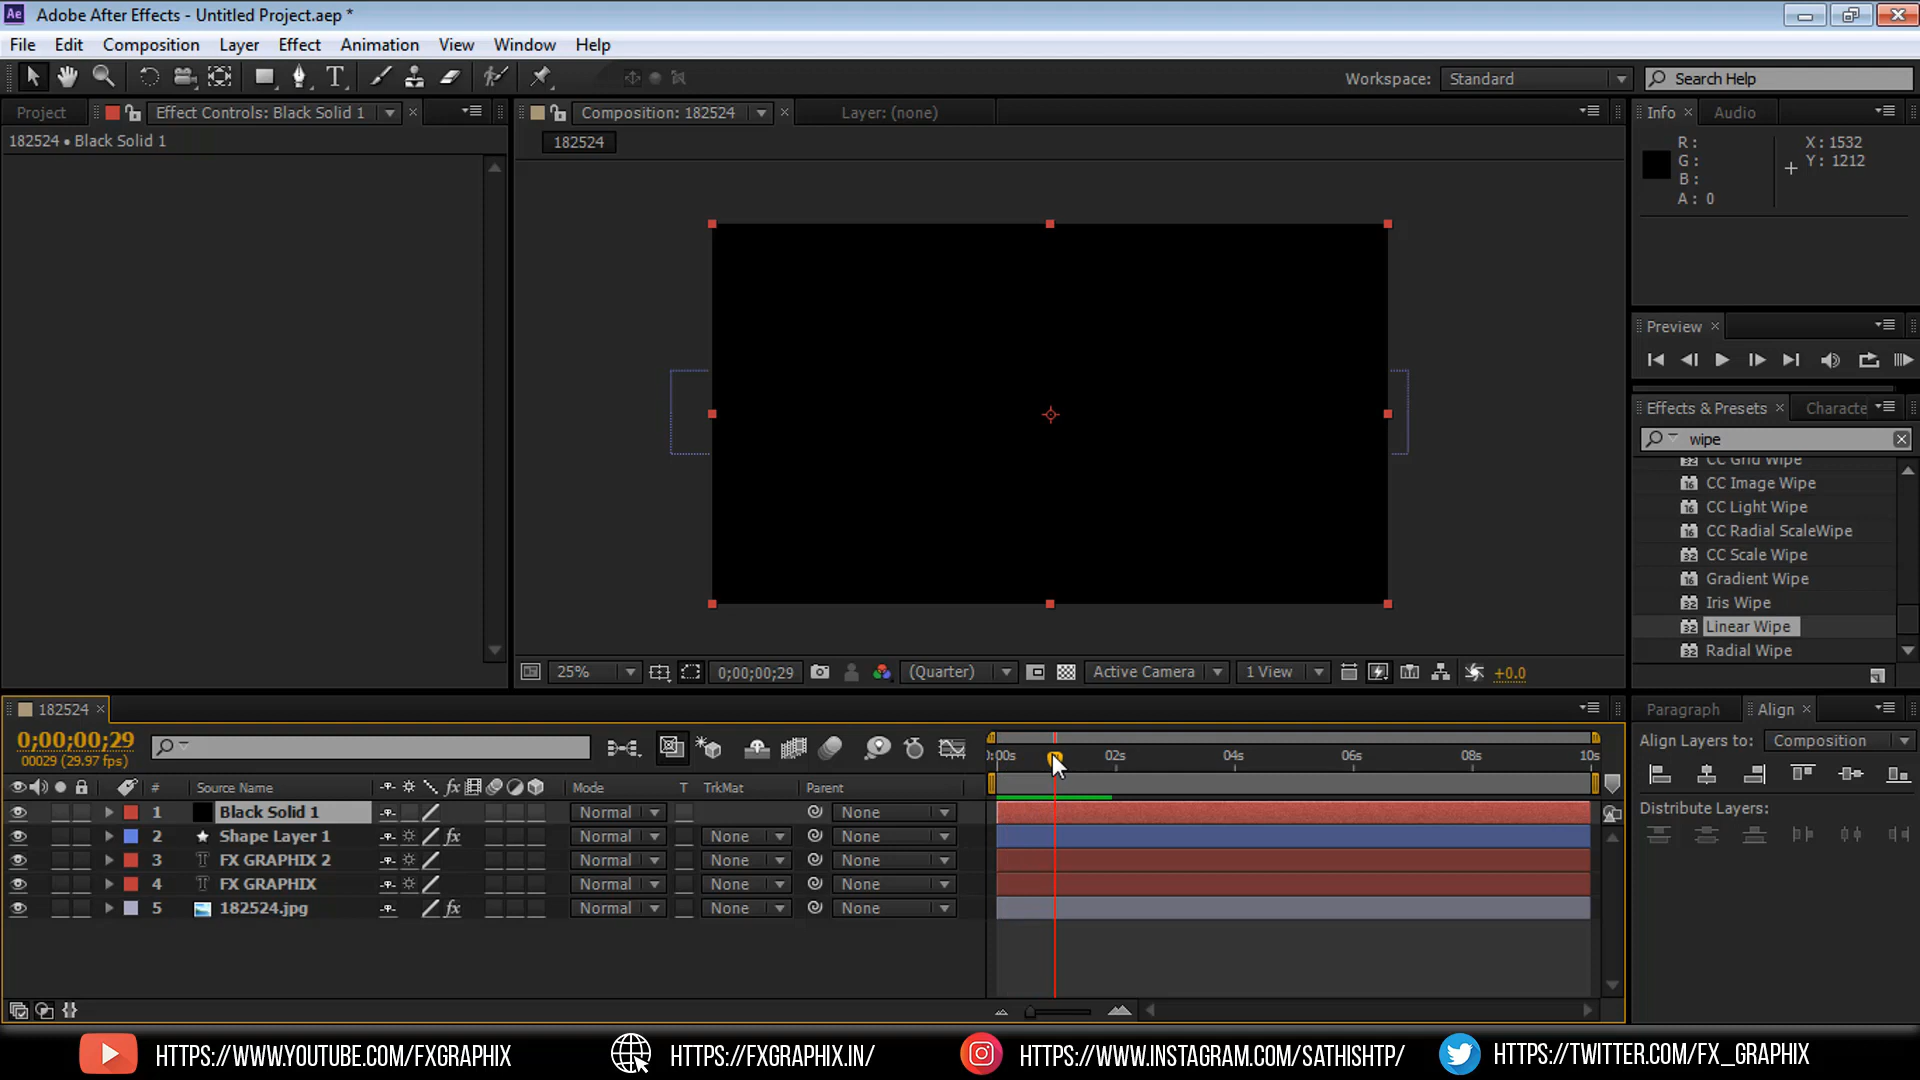 Ae Adobe After Effects - Untitled Project.aep *
File Edit Composition Layer Effect Animation View Window Help
Workspace: Standard Search Help
Project Effect Controls: Black Solid 1 Composition: 182524 Layer: (none) Info Audio
182524 • Black Solid 1 182524
R : X : 1532
G : Y : 1212
B :
A : 0
Preview
Effects & Presets Characte
wipe
CC Grid Wipe
CC Image Wipe
CC Light Wipe
CC Radial ScaleWipe
CC Scale Wipe
Gradient Wipe
Iris Wipe
Linear Wipe
Radial Wipe
25% 0;00;00;29 (Quarter) Active Camera 1 View +0.0
182524 Paragraph Align
0;00;00;29
00029 (29.97 fps)
:00s 02s 04s 06s 08s 10s
Align Layers to: Composition
# Source Name Mode T TrkMat Parent
1 Black Solid 1 Normal None
2 Shape Layer 1 Normal None None
3 FX GRAPHIX 2 Normal None None
4 FX GRAPHIX Normal None None
5 182524.jpg Normal None None
Distribute Layers:
HTTPS://WWW.YOUTUBE.COM/FXGRAPHIX HTTPS://FXGRAPHIX.IN/ HTTPS://WWW.INSTAGRAM.COM/SATHISHTP/ HTTPS://TWITTER.COM/FX_GRAPHIX